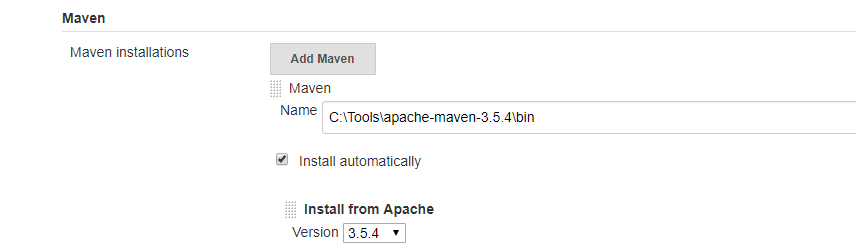 Maven
Maven installations
Add Maven
Maven
Name C:\Tools\apache-maven-3.5.4\bin
Install automatically
Install from Apache
Version 3.5.4